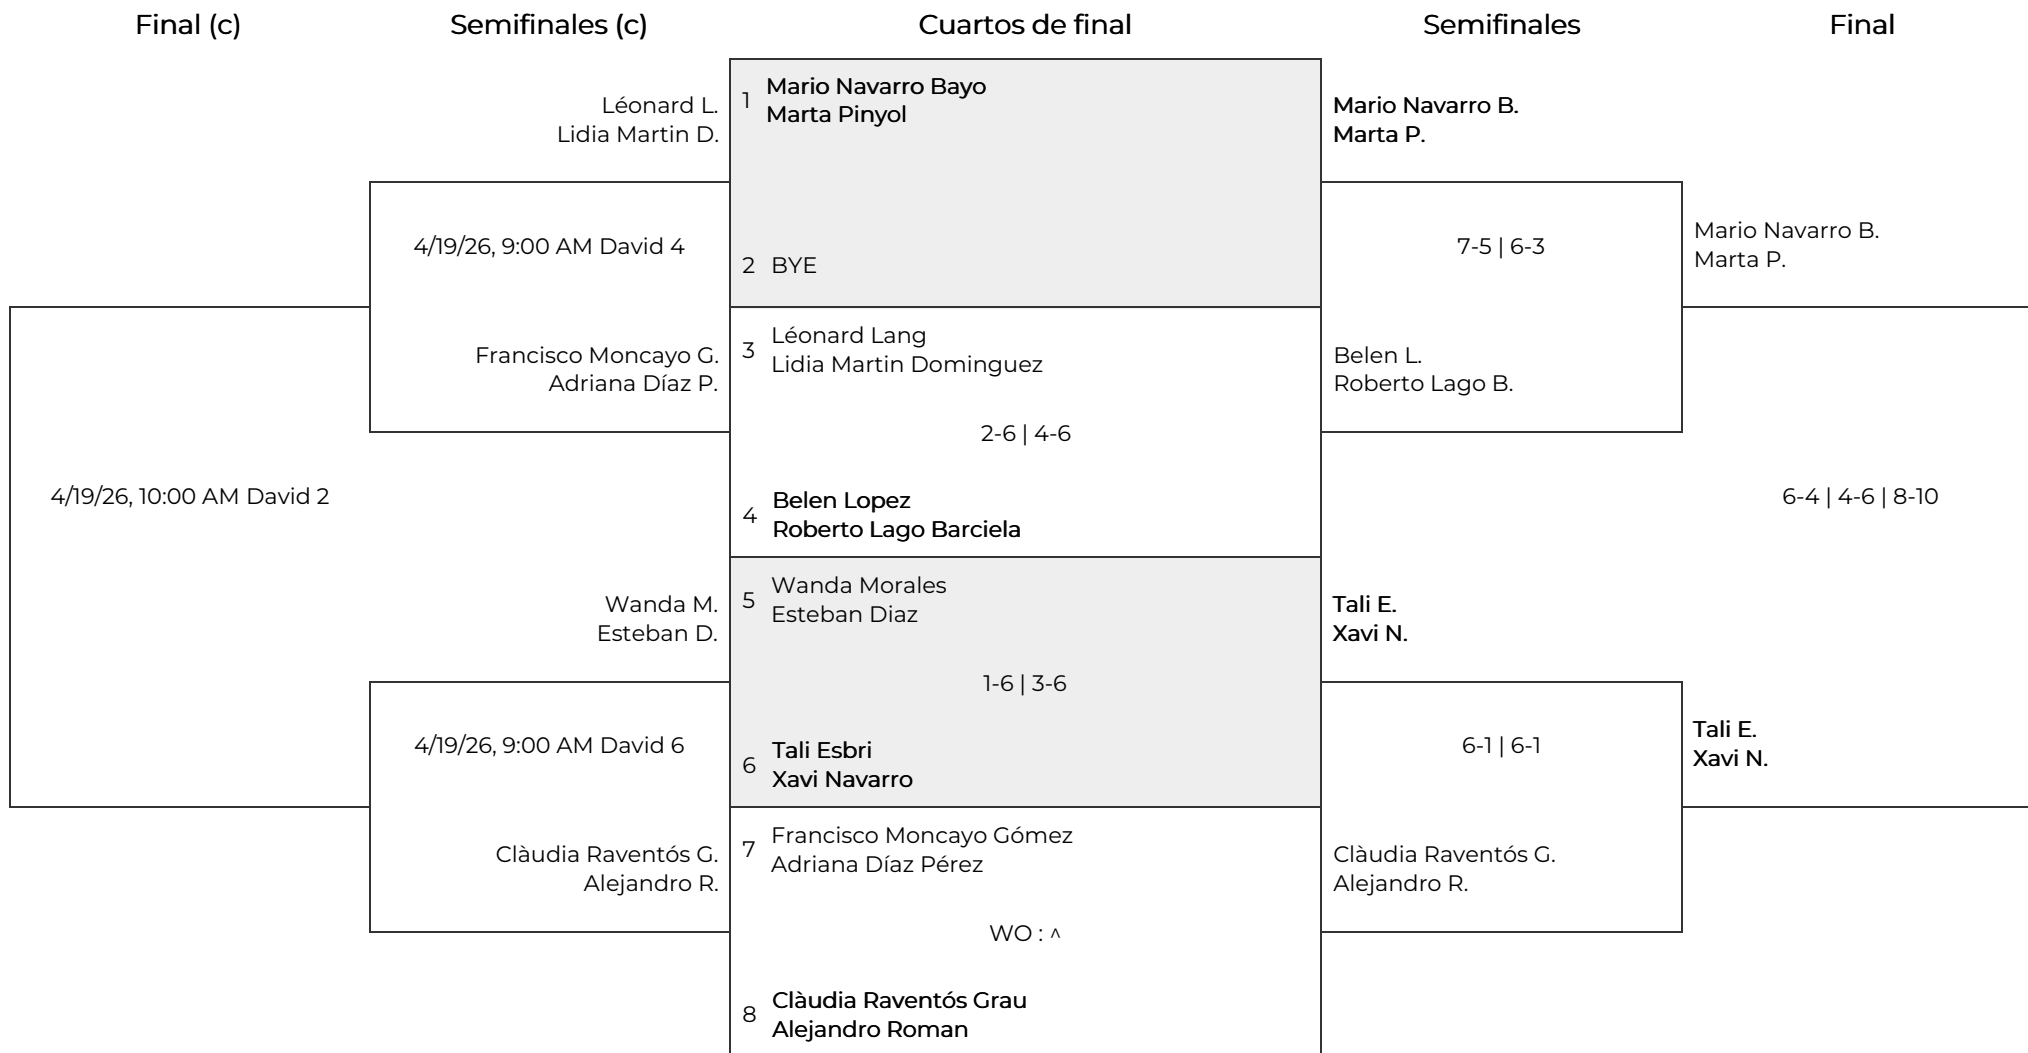 Final (c)
Semifinales (c)
Cuartos de final
Semifinales
Final
Léonard L.
Lidia Martin D.
4/19/26, 9:00 AM David 4
Francisco Moncayo G.
Adriana Díaz P.
4/19/26, 10:00 AM David 2
Wanda M.
Esteban D.
4/19/26, 9:00 AM David 6
Clàudia Raventós G.
Alejandro R.
1
Mario Navarro Bayo
Marta Pinyol
2 BYE
3
Léonard Lang
Lidia Martin Dominguez
2-6 | 4-6
4
Belen Lopez
Roberto Lago Barciela
5
Wanda Morales
Esteban Diaz
1-6 | 3-6
6
Tali Esbri
Xavi Navarro
7
Francisco Moncayo Gómez
Adriana Díaz Pérez
WO : ^
8
Clàudia Raventós Grau
Alejandro Roman
Mario Navarro B.
Marta P.
7-5 | 6-3
Belen L.
Roberto Lago B.
Tali E.
Xavi N.
6-1 | 6-1
Clàudia Raventós G.
Alejandro R.
Mario Navarro B.
Marta P.
6-4 | 4-6 | 8-10
Tali E.
Xavi N.